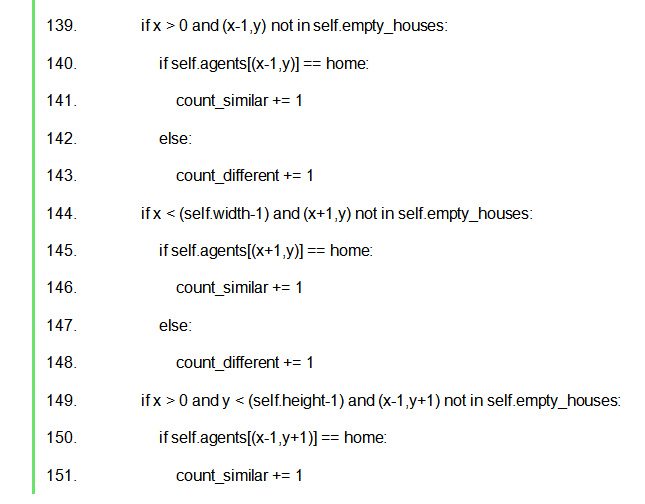 139. if x > 0 and (x-1,y) not in self.empty_houses:
140. if self.agents[(x-1,y)] == home:
141. count_similar += 1
142. else:
143. count_different += 1
144. if x < (self.width-1) and (x+1,y) not in self.empty_houses:
145. if self.agents[(x+1,y)] == home:
146. count_similar += 1
147. else:
148. count_different += 1
149. if x > 0 and y < (self.height-1) and (x-1,y+1) not in self.empty_houses:
150. if self.agents[(x-1,y+1)] == home:
151. count_similar += 1